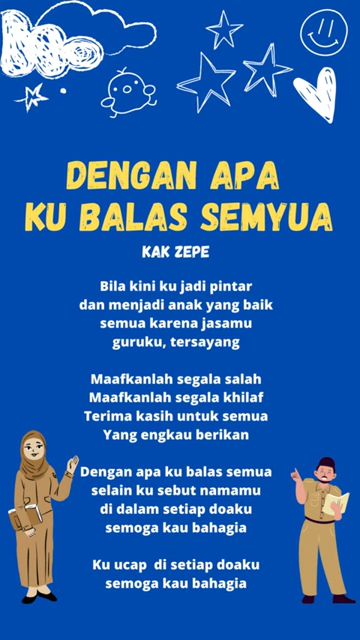 DENGAN APA
KU BALAS SEMYUA
KAK ZEPE
Bila kini ku jadi pintar
dan menjadi anak yang baik
semua karena jasamu
guruku, tersayang
Maafkanlah segala salah
Maafkanlah segala khilaf
Terima kasih untuk semua
Yang engkau berikan
Dengan apa ku balas semua
selain ku sebut namamu
di dalam setiap doaku
semoga kau bahagia
Ku ucap di setiap doaku
semoga kau bahagia